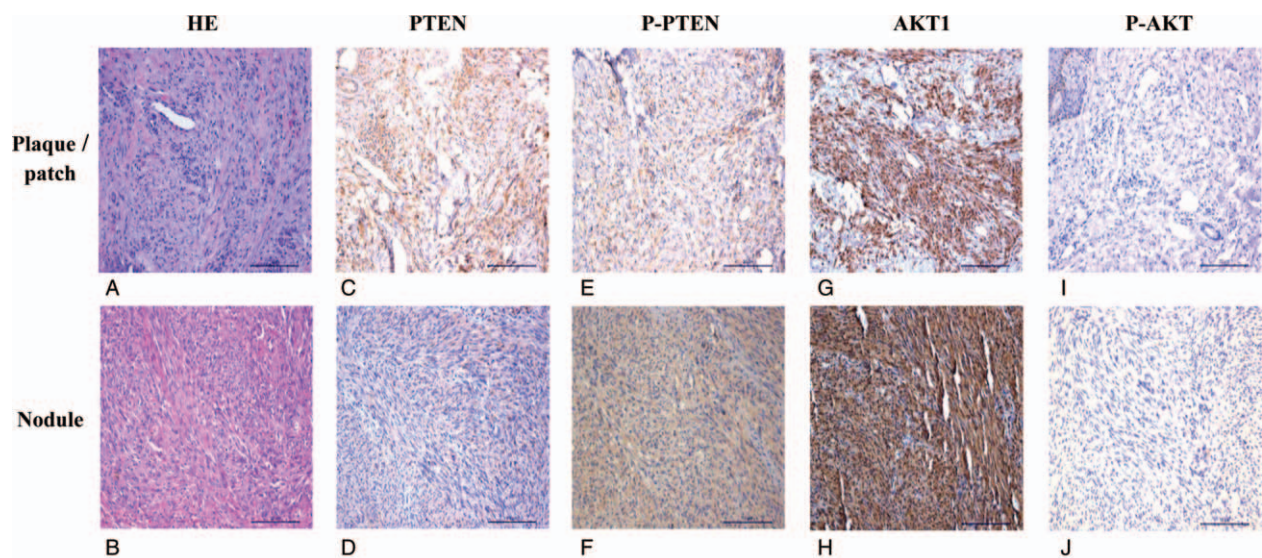 HE PTEN P-PTEN AKT1 P-AKT
Plaque /
patch
A C E G I
Nodule
B D F H J